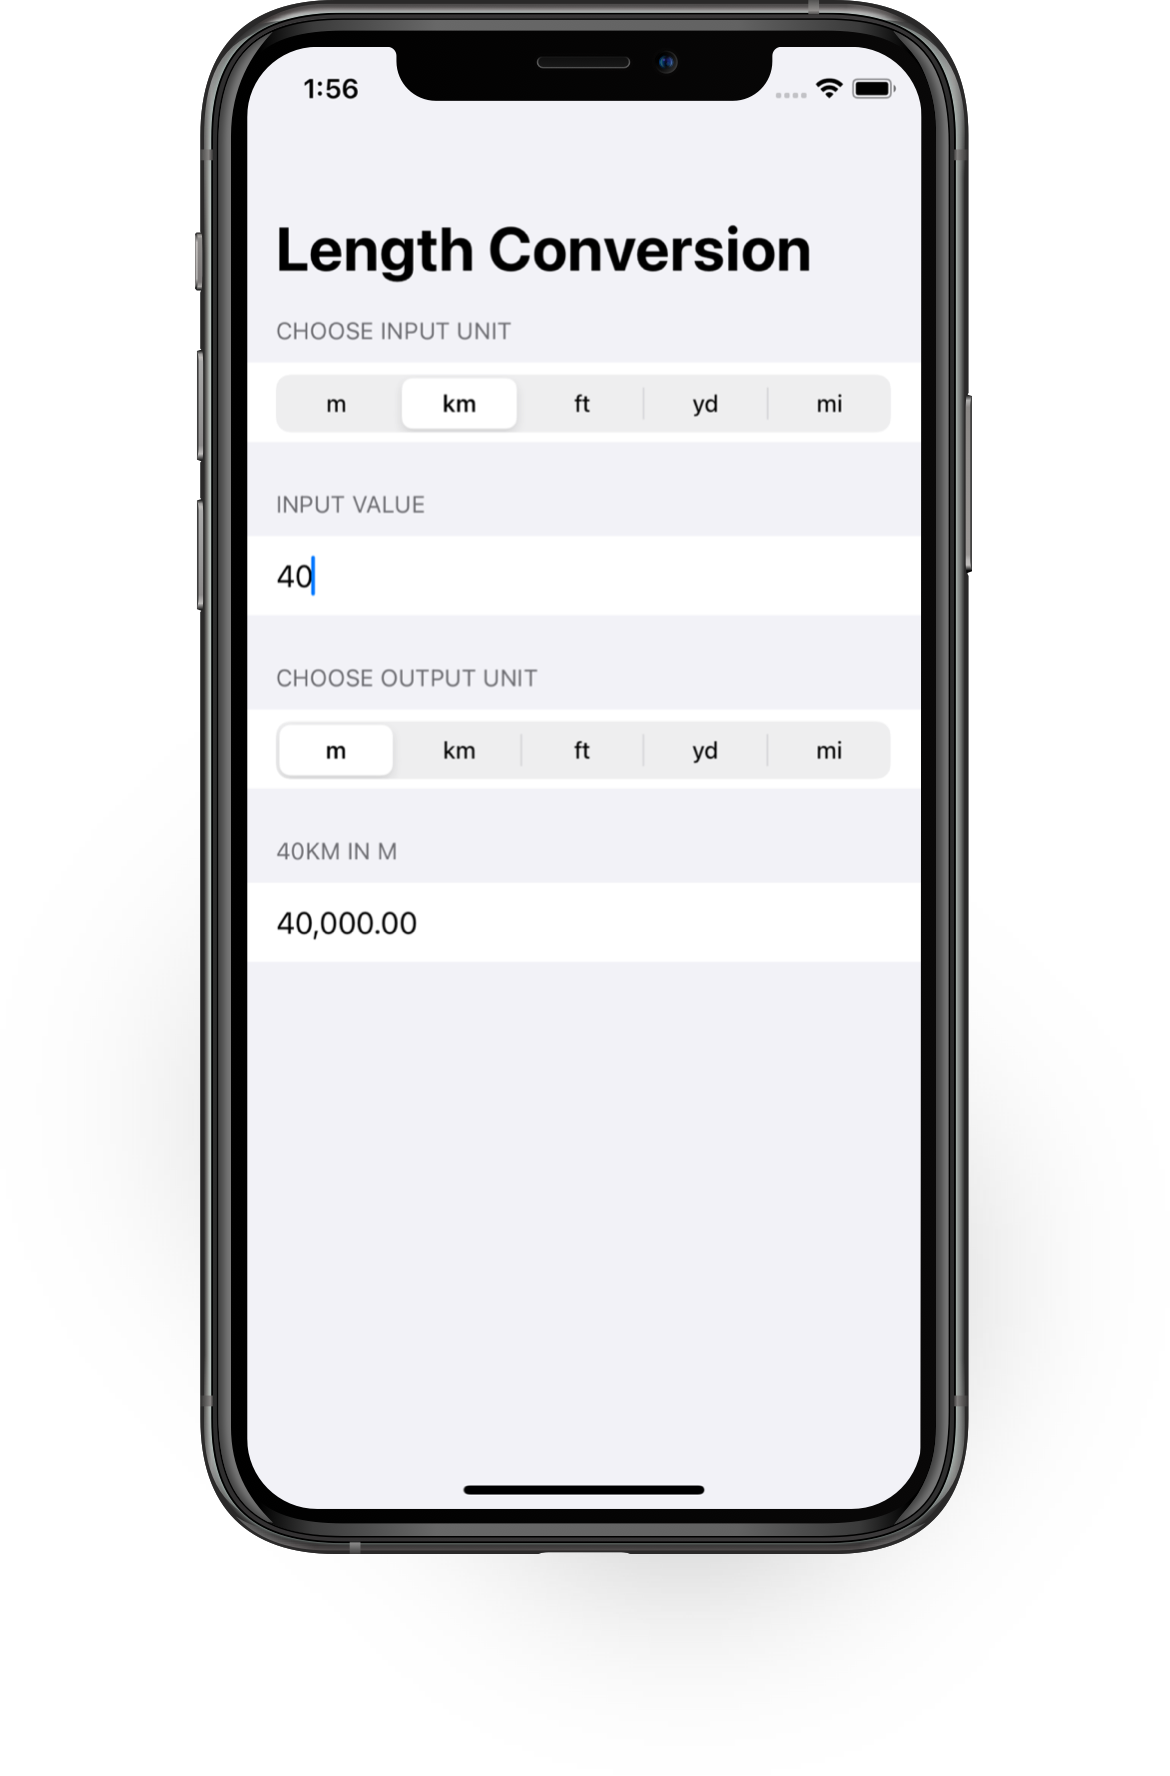 1:56
Length Conversion
CHOOSE INPUT UNIT
m km ft yd mi
INPUT VALUE
40
CHOOSE OUTPUT UNIT
m km ft yd mi
40KM IN M
40,000.00